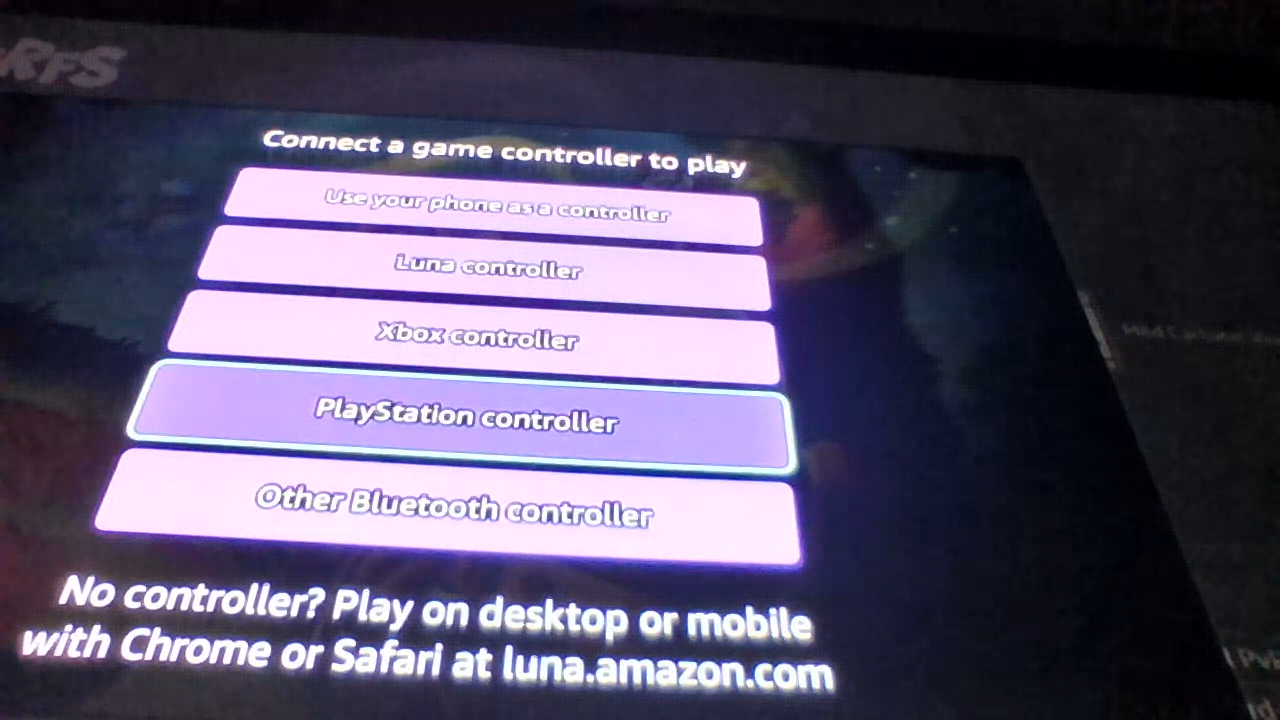 Connect a game controller to play
Use your phone as a controller
Luna controller
Xbox controller
PlayStation controller
Other Bluetooth controller
No controller? Play on desktop or mobile
with Chrome or Safari at luna.amazon.com